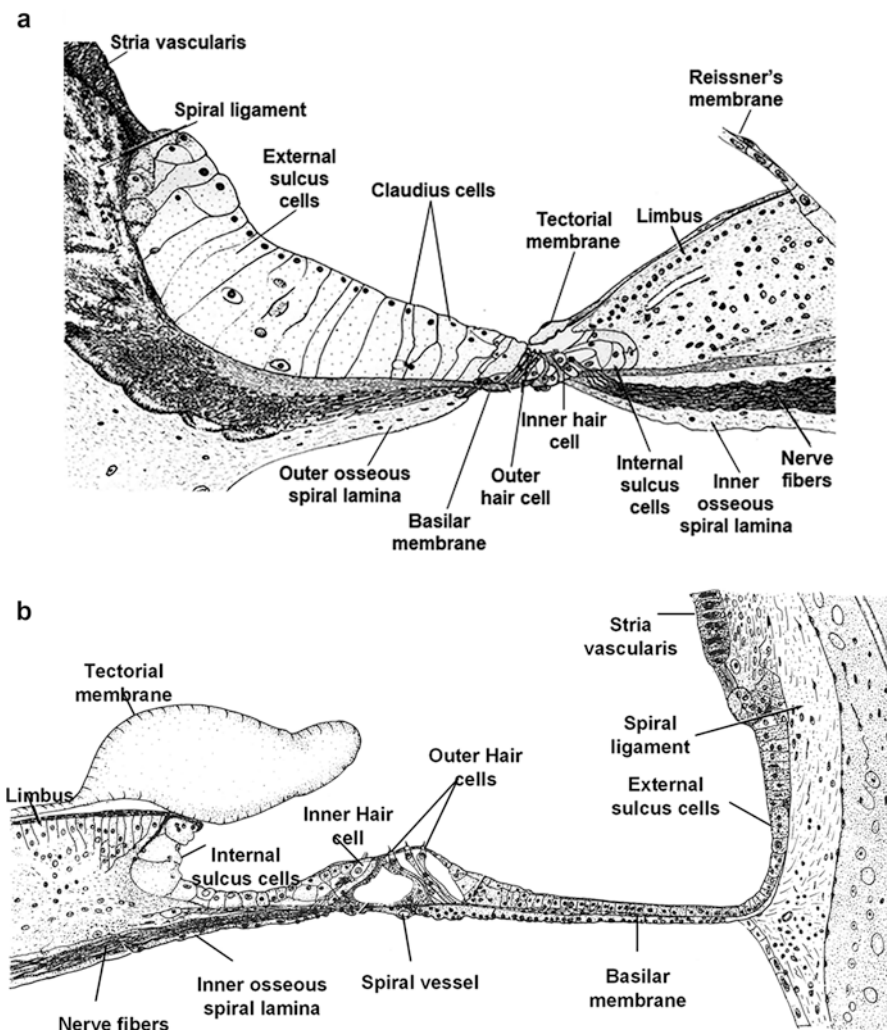 a
Stria vascularis
Spiral ligament
External
sulcus
cells
Claudius cells
Tectorial
membrane
Limbus
Reissner's
membrane
Outer osseous
spiral lamina
Basilar
membrane
Outer
hair cell
Inner hair
cell
Internal
sulcus
cells
Inner
osseous
spiral lamina
Nerve
fibers
b
Tectorial
membrane
Limbus
Internal
sulcus cells
Inner Hair
cell
Outer Hair
cells
Stria
vascularis
Spiral
ligament
External
sulcus cells
Nerve fibers
Inner osseous
spiral lamina
Spiral vessel
Basilar
membrane